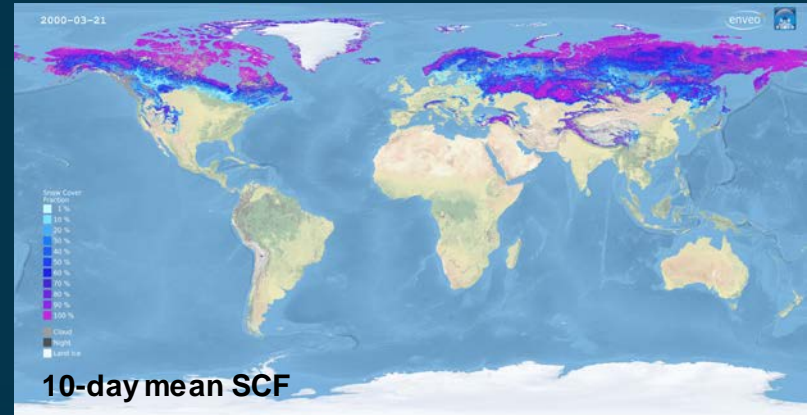 2000-03-21
enveo
Snow Cover
Fraction
1 %
10 %
20 %
30 %
40 %
50 %
60 %
70 %
80 %
90 %
100 %
Cloud
Night
Land Ice
10-day mean SCF